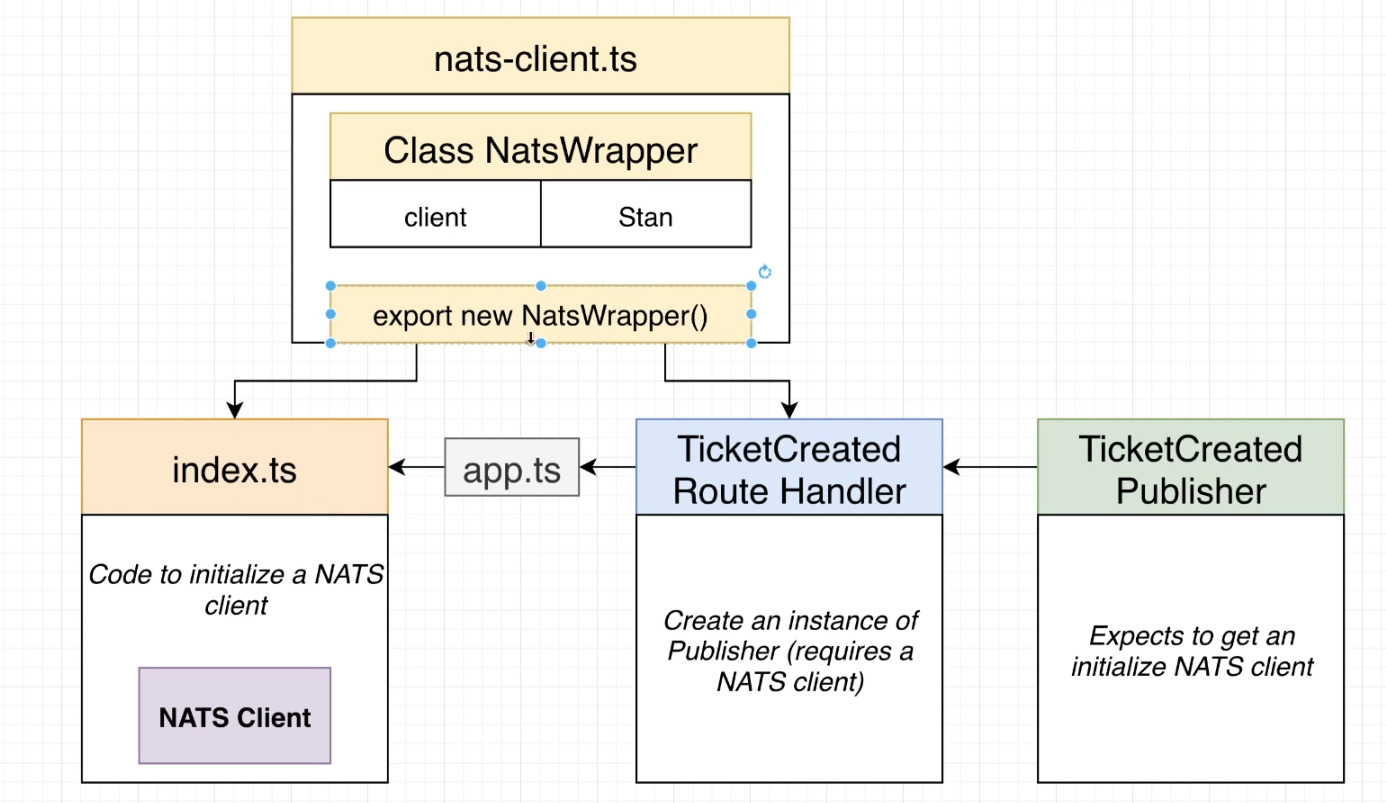 nats-client.ts
Class NatsWrapper
client
Stan
export new NatsWrapper()
index.ts
Code to initialize a NATS
client
NATS Client
app.ts
TicketCreated
Route Handler
Create an instance of
Publisher (requires a
NATS client)
TicketCreated
Publisher
Expects to get an
initialize NATS client